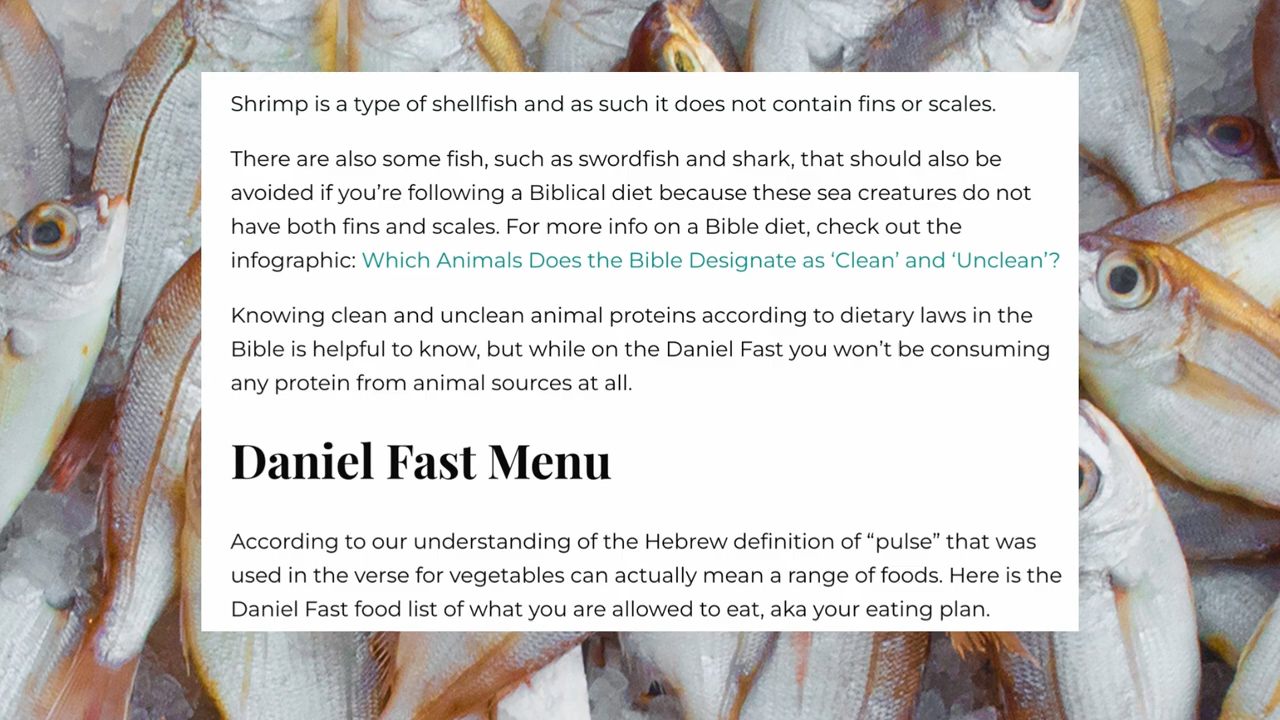 Shrimp is a type of shellfish and as such it does not contain fins or scales.
There are also some fish, such as swordfish and shark, that should also be
avoided if you’re following a Biblical diet because these sea creatures do not
have both fins and scales. For more info on a Bible diet, check out the
infographic: Which Animals Does the Bible Designate as ‘Clean’ and ‘Unclean’?
Knowing clean and unclean animal proteins according to dietary laws in the
Bible is helpful to know, but while on the Daniel Fast you won’t be consuming
any protein from animal sources at all.
Daniel Fast Menu
According to our understanding of the Hebrew definition of “pulse” that was
used in the verse for vegetables can actually mean a range of foods. Here is the
Daniel Fast food list of what you are allowed to eat, aka your eating plan.